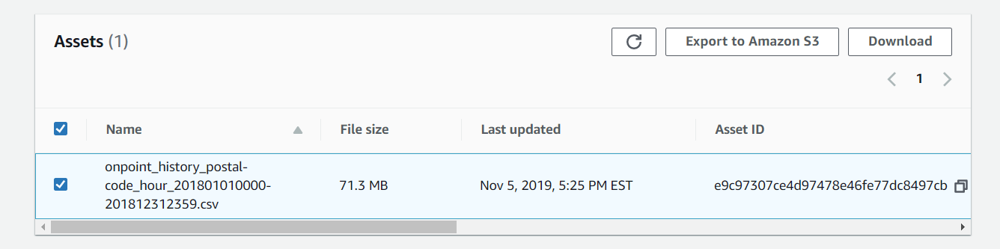 Assets (1)
Export to Amazon S3
Download
1
Name
File size
Last updated
Asset ID
onpoint_history_postal-
code_hour_201801010000-
201812312359.csv
71.3 MB
Nov 5, 2019, 5:25 PM EST
e9c97307ce4d97478e46fe77dc8497cb